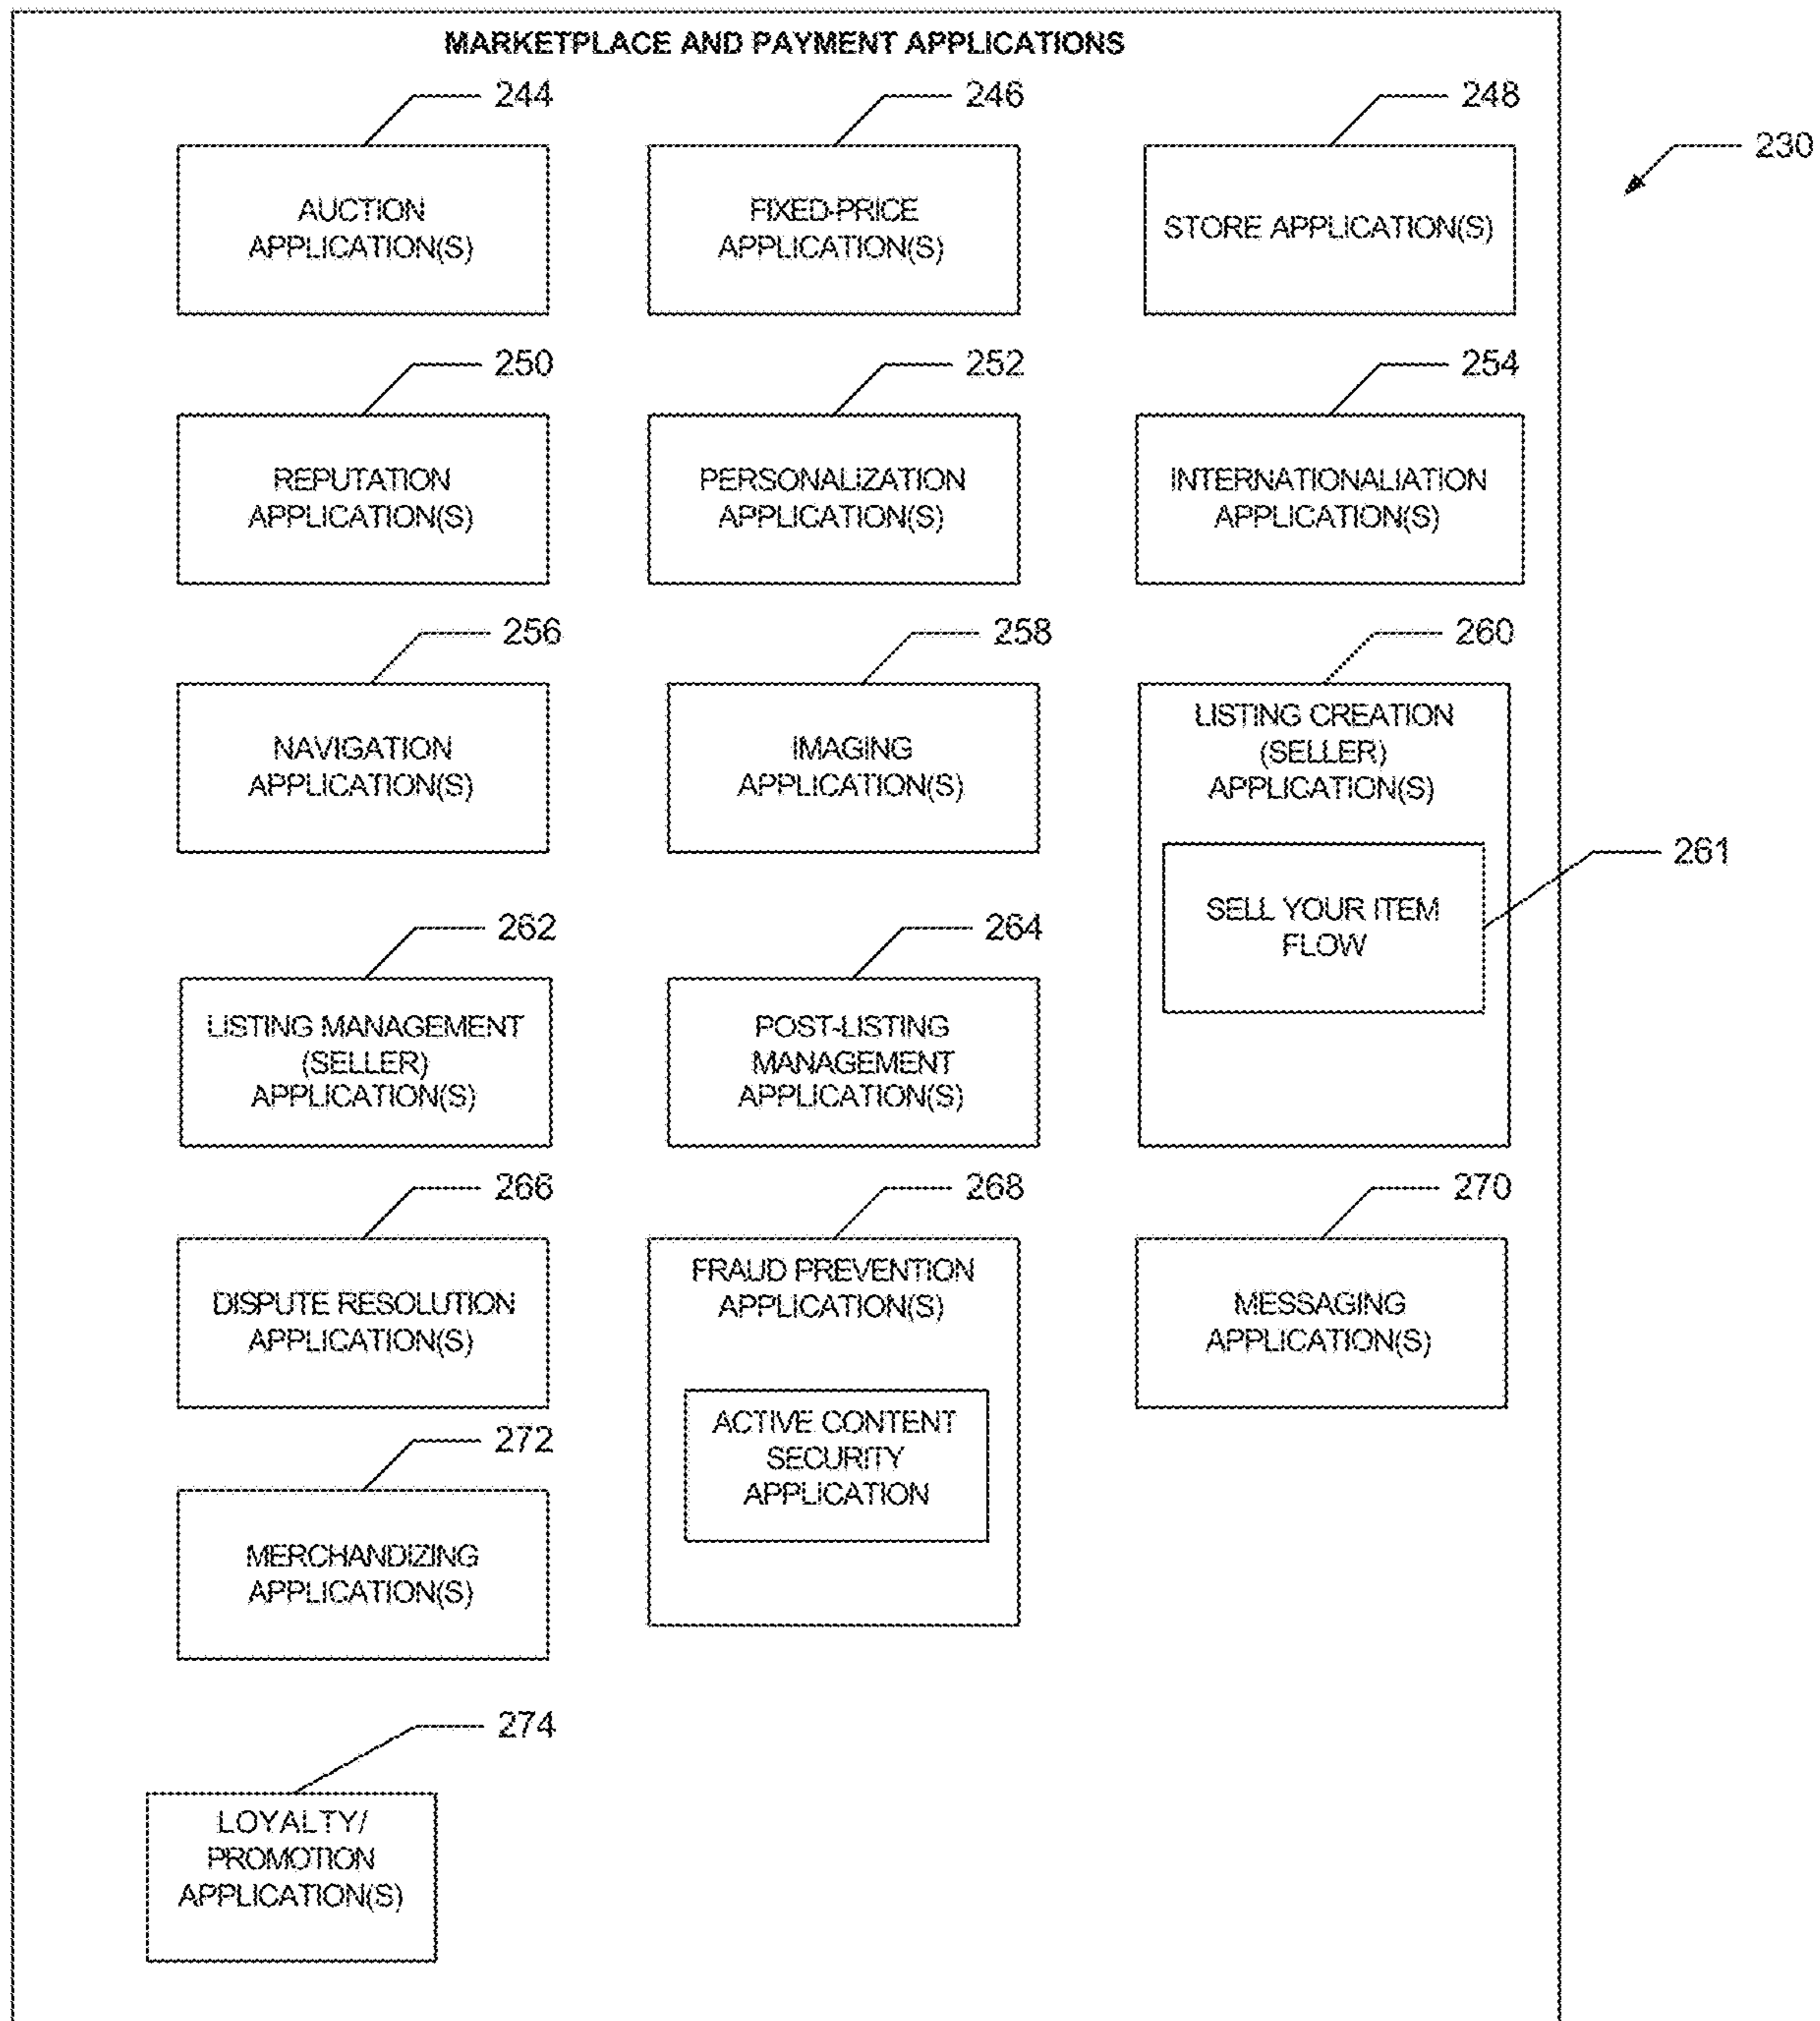 MARKETPLACE AND PAYMENT APPLICATIONS
230
244
AUCTION
APPLICATION(S)
246
FIXED-PRICE
APPLICATION(S)
248
STORE APPLICATION(S)
250
REPUTATION
APPLICATION(S)
252
PERSONALIZATION
APPLICATION(S)
254
INTERNATIONALIATION
APPLICATION(S)
256
NAVIGATION
APPLICATION(S)
258
IMAGING
APPLICATION(S)
260
LISTING CREATION
(SELLER)
APPLICATION(S)
261
SELL YOUR ITEM
FLOW
262
LISTING MANAGEMENT
(SELLER)
APPLICATION(S)
264
POST-LISTING
MANAGEMENT
APPLICATION(S)
266
DISPUTE RESOLUTION
APPLICATION(S)
268
FRAUD PREVENTION
APPLICATION(S)
ACTIVE CONTENT
SECURITY
APPLICATION
270
MESSAGING
APPLICATION(S)
272
MERCHANDIZING
APPLICATION(S)
274
LOYALTY/
PROMOTION
APPLICATION(S)